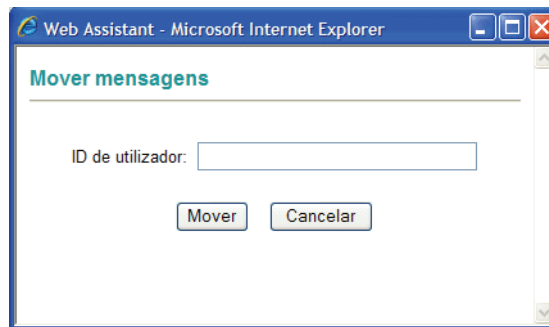 Web Assistant - Microsoft Internet Explorer
Mover mensagens
ID de utilizador:
Mover Cancelar